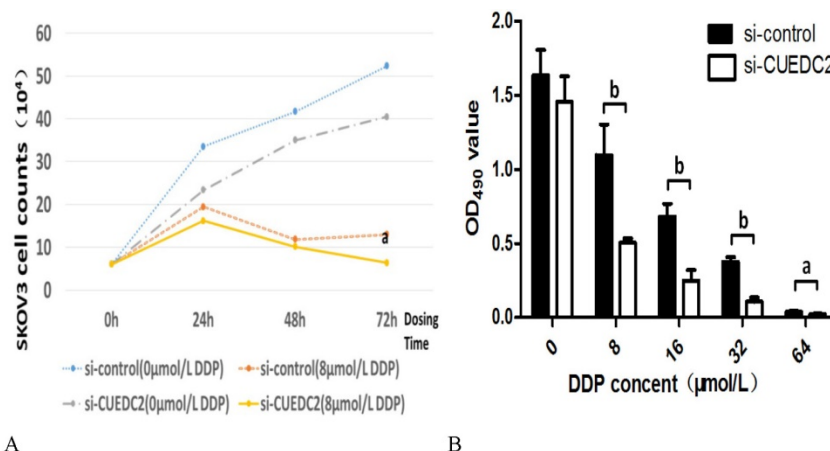 60
50
40
30
20
10
0
SKOV3 cell counts (10⁴)
a
0h 24h 48h 72h Dosing Time
si-control(0μmol/L DDP) si-control(8μmol/L DDP)
si-CUEDC2(0μmol/L DDP) si-CUEDC2(8μmol/L DDP)
A
2.0
1.5
1.0
0.5
0.0
OD₄₉₀ value
si-control
si-CUEDC2
b
b
b
a
0 8 16 32 64
DDP concent (μmol/L)
B